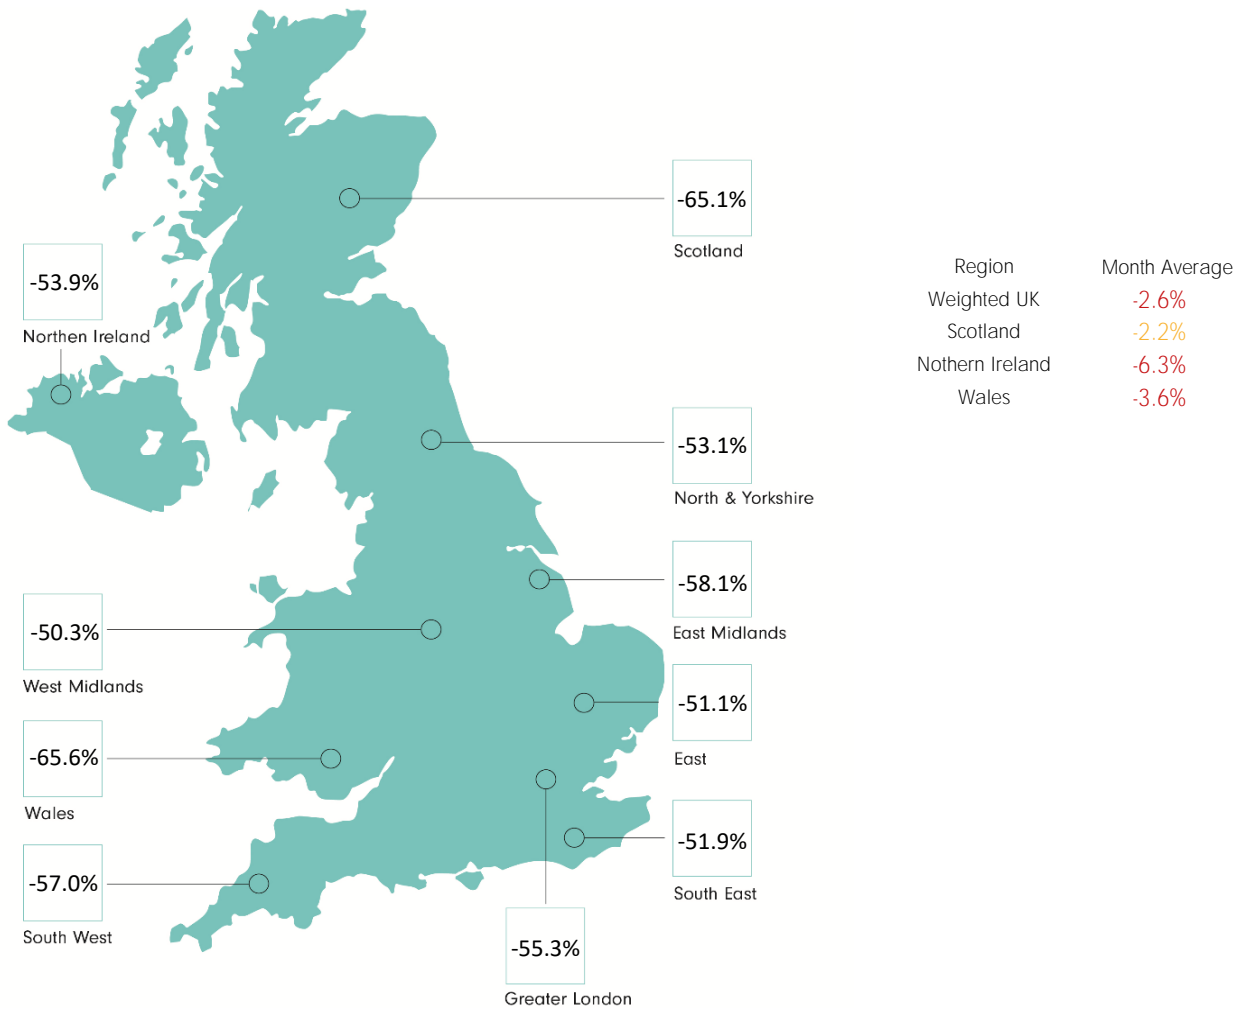 -65.1%
Scotland
-53.9%
Northen Ireland
-53.1%
North & Yorkshire
-58.1%
East Midlands
-50.3%
West Midlands
-51.1%
East
-65.6%
Wales
-51.9%
South East
-57.0%
South West
-55.3%
Greater London
Region Month Average
Weighted UK -2.6%
Scotland -2.2%
Nothern Ireland -6.3%
Wales -3.6%